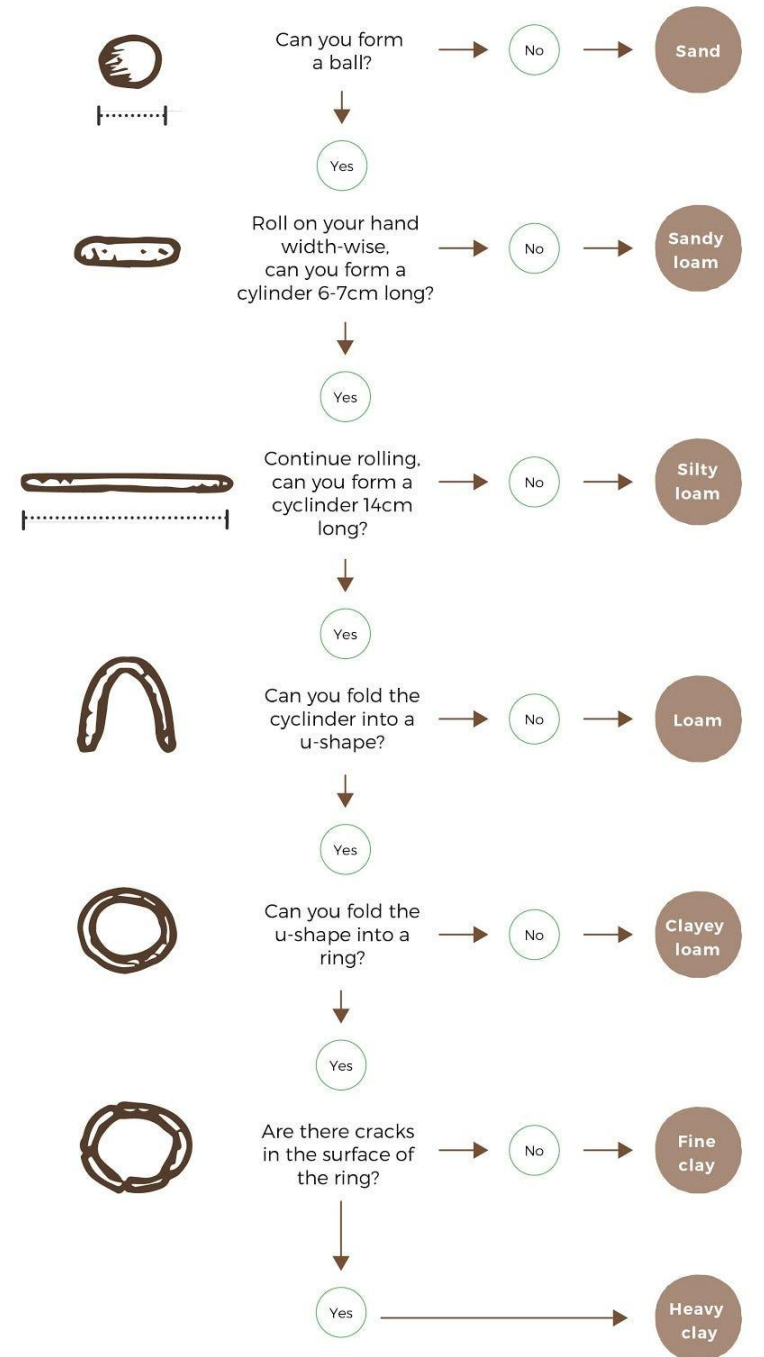 Can you form
a ball?
No
Sand
Yes
Roll on your hand
width-wise,
can you form a
cylinder 6-7cm long?
No
Sandy
loam
Yes
Continue rolling,
can you form a
cyclinder 14cm
long?
No
Silty
loam
Yes
Can you fold the
cyclinder into a
u-shape?
No
Loam
Yes
Can you fold the
u-shape into a
ring?
No
Clayey
loam
Yes
Are there cracks
in the surface of
the ring?
No
Fine
clay
Yes
Heavy
clay